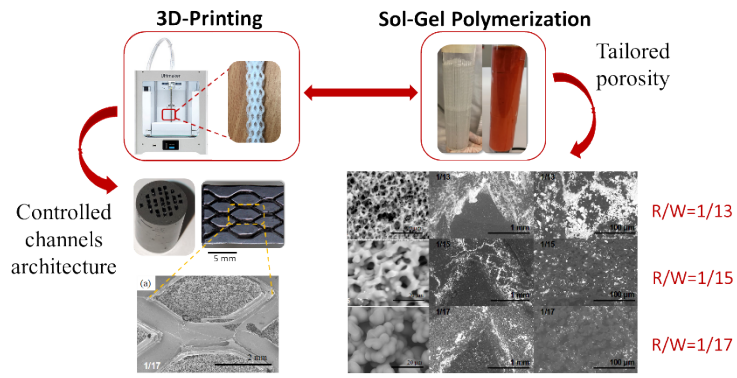 3D-Printing
Sol-Gel Polymerization
Ultimaker
Tailored
porosity
Controlled
channels
architecture
5 mm
(a)
1/17
2 mm
1/13
1 mm
1/13
100 µm
R/W=1/13
1/15
1 mm
1/15
100 µm
R/W=1/15
1/17
1 mm
1/17
100 µm
R/W=1/17